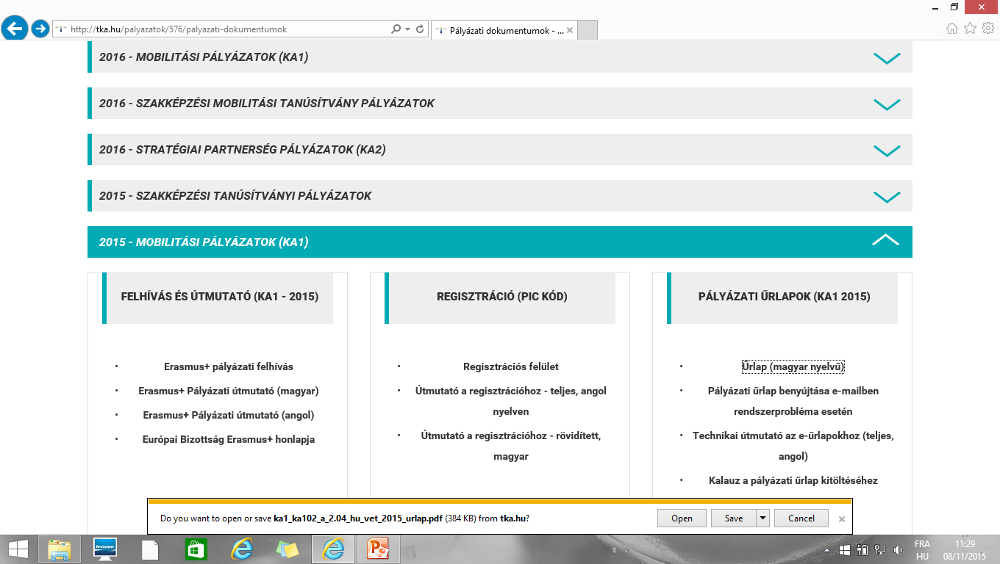 http://tka.hu/palyazatok/576/palyazati-dokumentumok
Pályázati dokumentumok - ...
2016 - MOBILITÁSI PÁLYÁZATOK (KA1)
2016 - SZAKKÉPZÉSI MOBILITÁSI TANÚSÍTVÁNY PÁLYÁZATOK
2016 - STRATÉGIAI PARTNERSÉG PÁLYÁZATOK (KA2)
2015 - SZAKKÉPZÉSI TANÚSÍTVÁNYI PÁLYÁZATOK
2015 - MOBILITÁSI PÁLYÁZATOK (KA1)
FELHÍVÁS ÉS ÚTMUTATÓ (KA1 - 2015)
• Erasmus+ pályázati felhívás
• Erasmus+ Pályázati útmutató (magyar)
• Erasmus+ Pályázati útmutató (angol)
• Európai Bizottság Erasmus+ honlapja
REGISZTRÁCIÓ (PIC KÓD)
• Regisztrációs felület
• Útmutató a regisztrációhoz - teljes, angol
nyelven
• Útmutató a regisztrációhoz - rövidített,
magyar
PÁLYÁZATI ŰRLAPOK (KA1 2015)
• Űrlap (magyar nyelvű)
• Pályázati űrlap benyújtása e-mailben
rendszerprobléma esetén
• Technikai útmutató az e-űrlapokhoz (teljes,
angol)
• Kalauz a pályázati űrlap kitöltéséhez
Do you want to open or save ka1_ka102_a_2.04_hu_vet_2015_urlap.pdf (384 KB) from tka.hu?
Open
Save
Cancel
lenovo
FRA
HU
11:29
08/11/2015